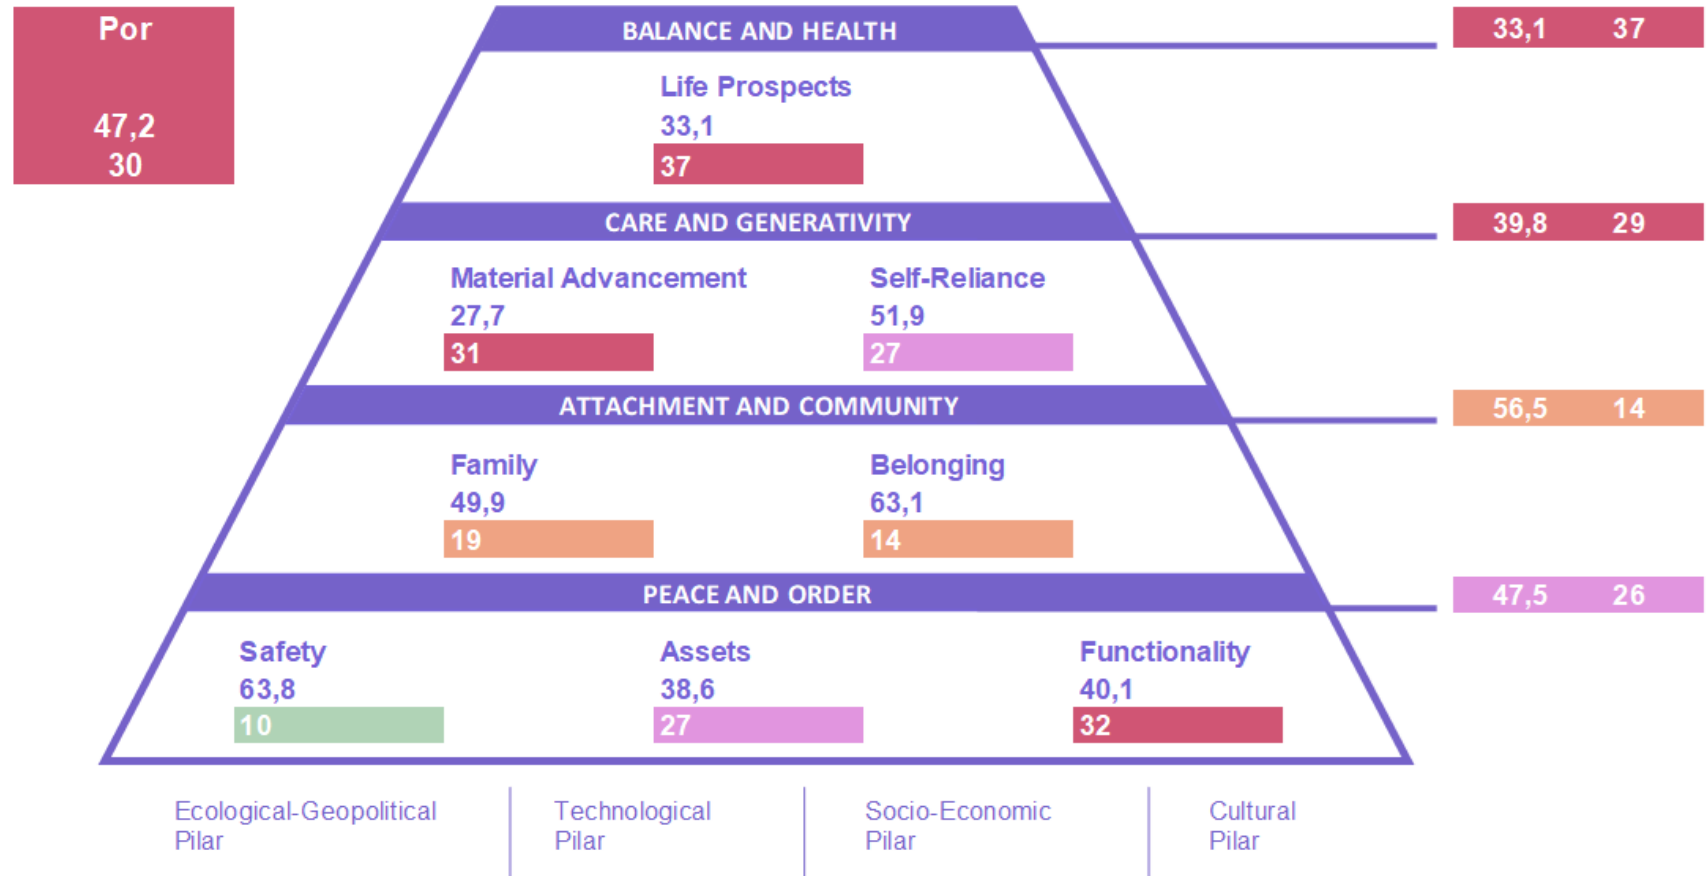 Por
47,2
30
BALANCE AND HEALTH
33,1 37
Life Prospects
33,1
37
CARE AND GENERATIVITY
39,8 29
Material Advancement
27,7
31
Self-Reliance
51,9
27
ATTACHMENT AND COMMUNITY
56,5 14
Family
49,9
19
Belonging
63,1
14
PEACE AND ORDER
47,5 26
Safety
63,8
10
Assets
38,6
27
Functionality
40,1
32
Ecological-Geopolitical
Pilar
Technological
Pilar
Socio-Economic
Pilar
Cultural
Pilar